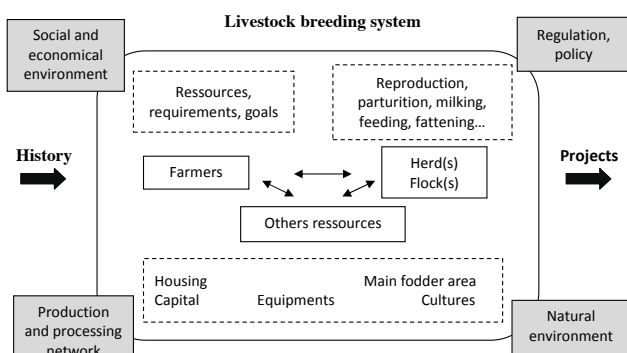 Livestock breeding system
Social and
economical
environment
Regulation,
policy
Ressources,
requirements, goals
Reproduction,
parturition, milking,
feeding, fattening…
History
Projects
Farmers
Herd(s)
Flock(s)
Others ressources
Housing Main fodder area
Capital Equipments Cultures
Production
and processing
network
Natural
environment